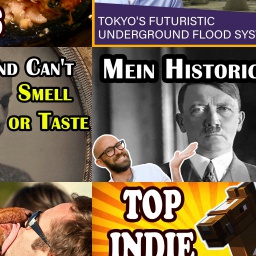 TOKYO'S FUTURISTIC
UNDERGROUND FLOOD SYS
ND CAN'T
SMELL
OR TASTE
MEIN HISTORIC
TOP
INDIE